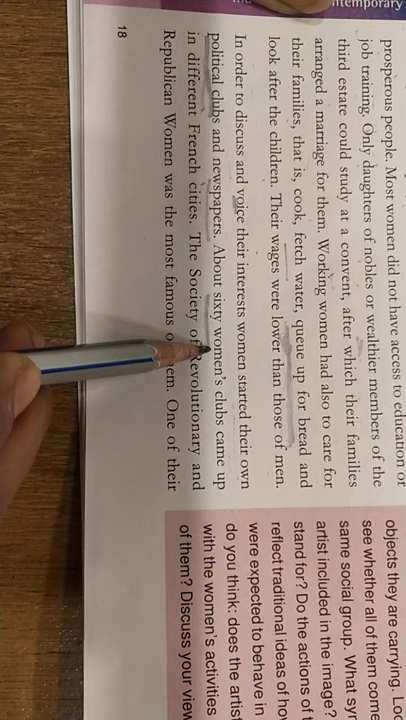 ntemporary
prosperous people. Most women did not have access to education or
job training. Only daughters of nobles or wealthier members of the
third estate could study at a convent, after which their families
arranged a marriage for them. Working women had also to care for
their families, that is, cook, fetch water, queue up for bread and
look after the children. Their wages were lower than those of men.
In order to discuss and voice their interests women started their own
political clubs and newspapers. About sixty women's clubs came up
in different French cities. The Society of Revolutionary and
Republican Women was the most famous of them. One of their
18
objects they are carrying. Loo
see whether all of them come
same social group. What sy
artist included in the image?
stand for? Do the actions of t
reflect traditional ideas of ho
were expected to behave in
do you think: does the artist
with the women's activities
of them? Discuss your view